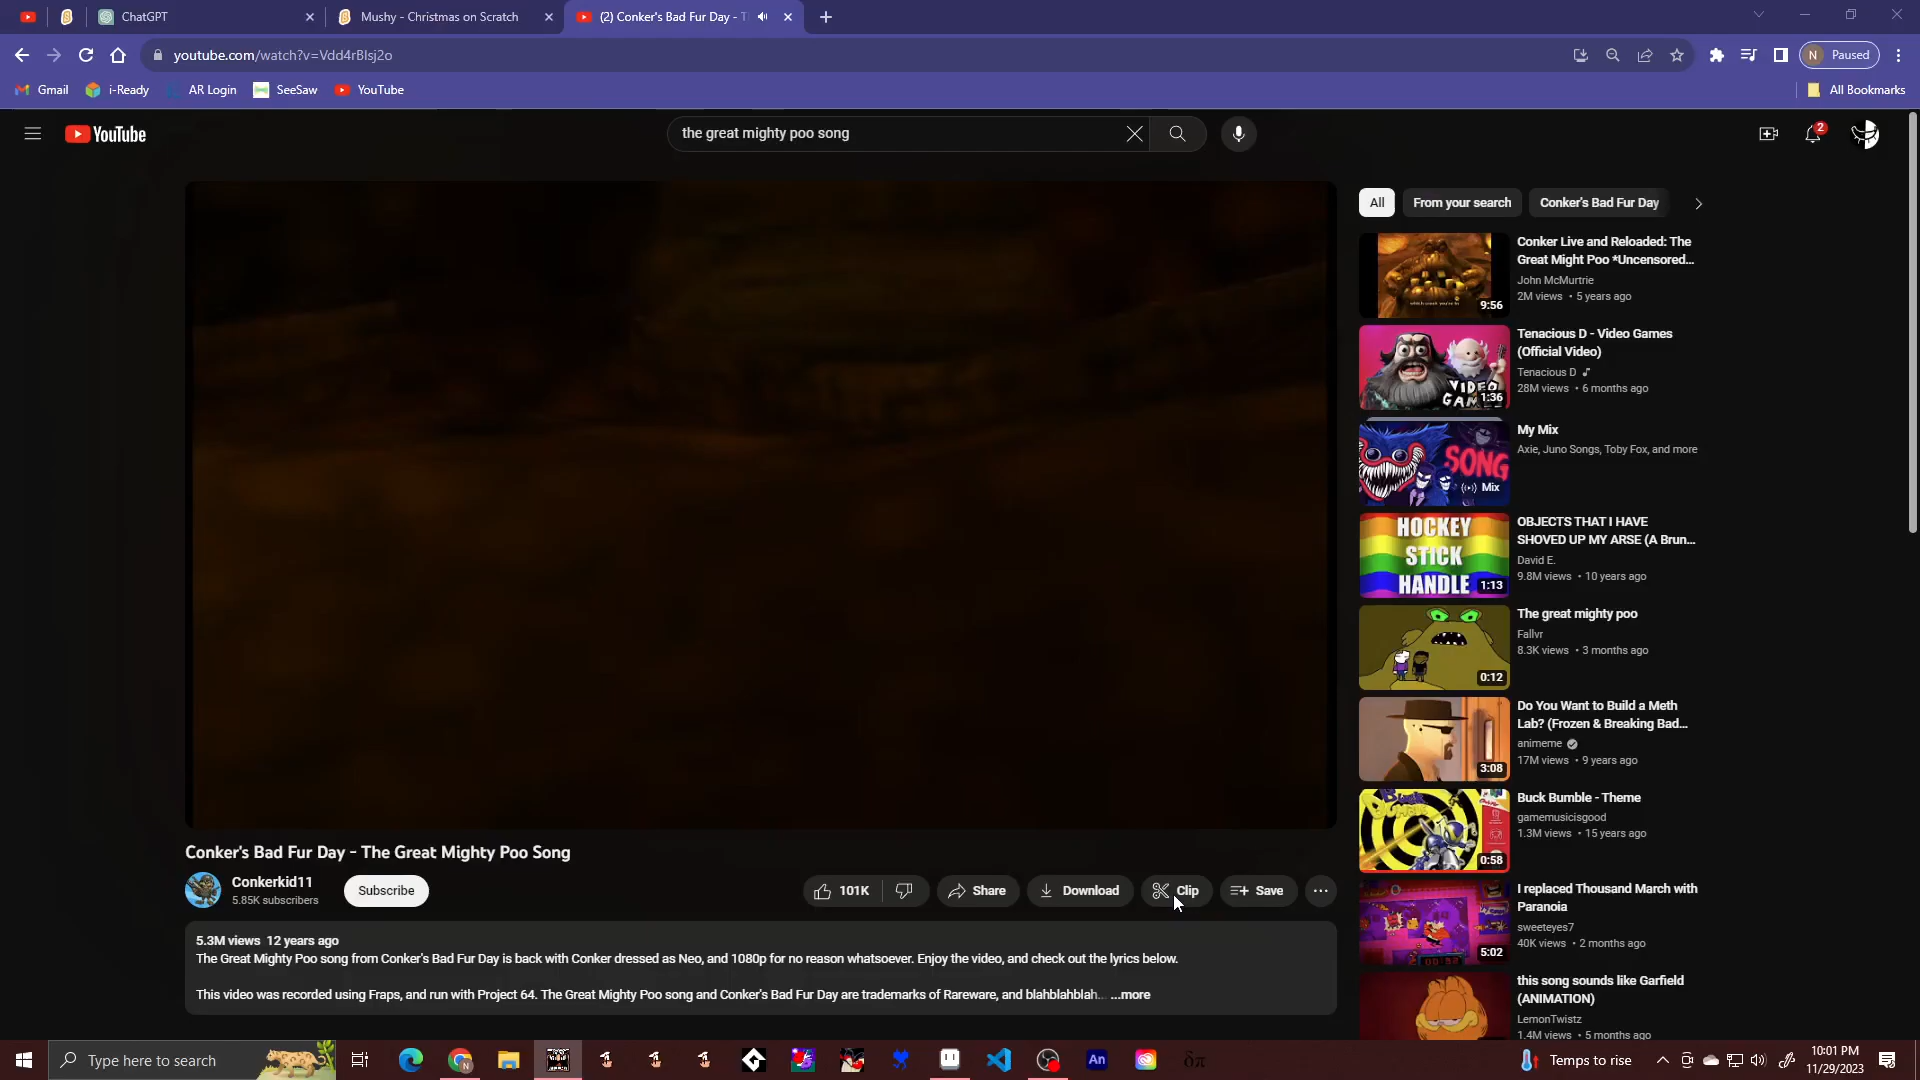 ChatGPT
Mushy - Christmas on Scratch
(2) Conker's Bad Fur Day - T
youtube.com/watch?v=Vdd4rBIsj2o
N Paused
Gmail
i-Ready
AR Login
SeeSaw
YouTube
All Bookmarks
YouTube
the great mighty poo song
2
All
From your search
Conker's Bad Fur Day
Conker Live and Reloaded: The
Great Might Poo *Uncensored...
John McMurtrie
2M views • 5 years ago
9:56
Tenacious D - Video Games
(Official Video)
Tenacious D
28M views • 6 months ago
VIDEO
GAM
1:36
My Mix
Axie, Juno Songs, Toby Fox, and more
SONG
Mix
OBJECTS THAT I HAVE
SHOVED UP MY ARSE (A Brun...
David E.
9.8M views • 10 years ago
HOCKEY
STICK
HANDLE
1:13
The great mighty poo
Fallvr
8.3K views • 3 months ago
0:12
Do You Want to Build a Meth
Lab? (Frozen & Breaking Bad...
animeme
17M views • 9 years ago
3:08
Buck Bumble - Theme
gamemusicisgood
1.3M views • 15 years ago
0:58
I replaced Thousand March with
Paranoia
sweeteyes7
40K views • 2 months ago
5:02
this song sounds like Garfield
(ANIMATION)
LemonTwistz
1.4M views • 5 months ago
Conker's Bad Fur Day - The Great Mighty Poo Song
Conkerkid11
5.85K subscribers
Subscribe
101K
Share
Download
Clip
Save
5.3M views 12 years ago
The Great Mighty Poo song from Conker's Bad Fur Day is back with Conker dressed as Neo, and 1080p for no reason whatsoever. Enjoy the video, and check out the lyrics below.
This video was recorded using Fraps, and run with Project 64. The Great Mighty Poo song and Conker's Bad Fur Day are trademarks of Rareware, and blahblahblah... ...more
Type here to search
An
δπ
Temps to rise
10:01 PM
11/29/2023